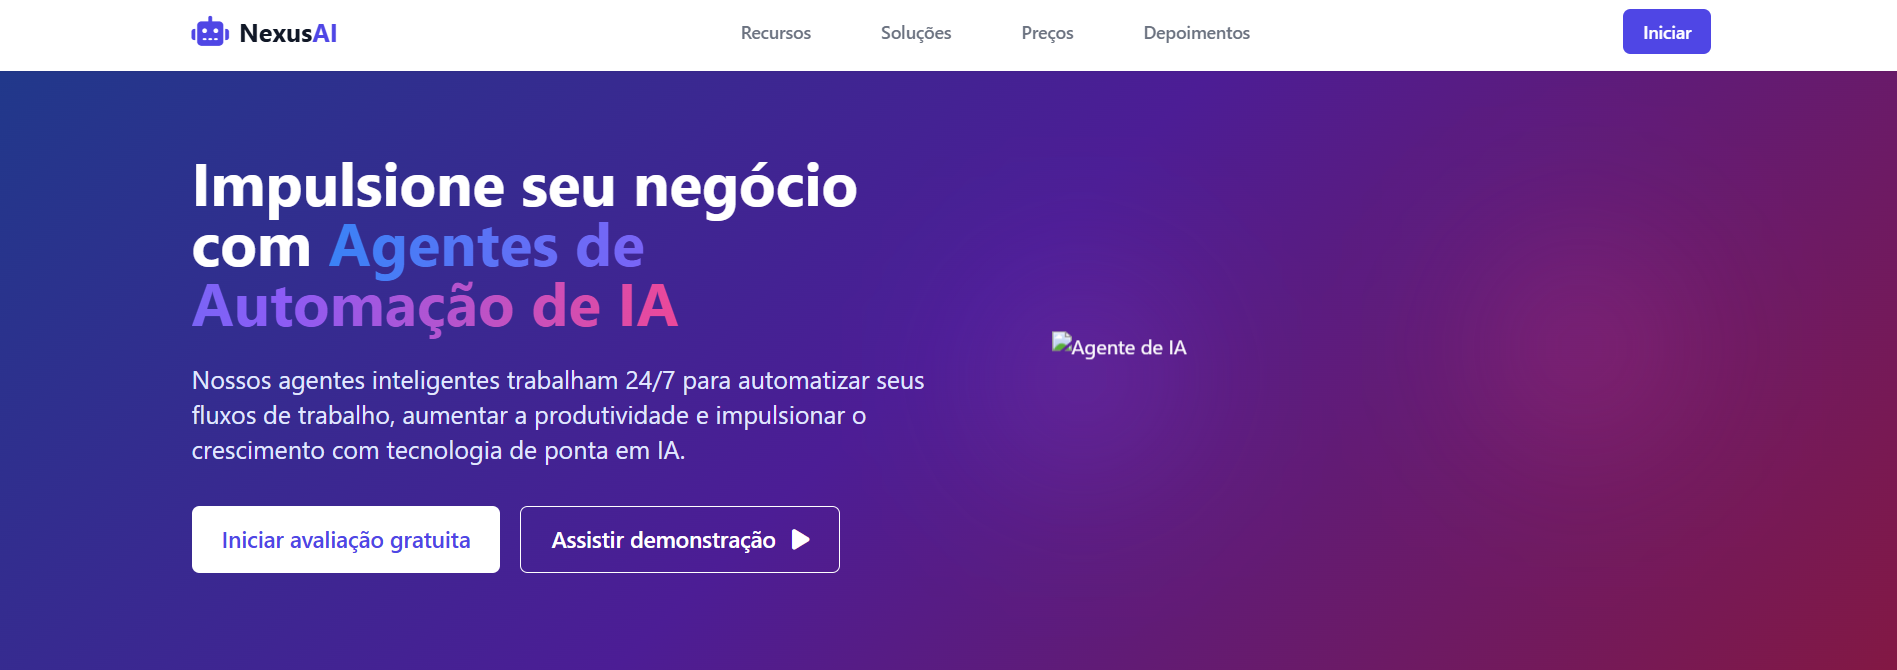 NexusAI
Recursos
Soluções
Preços
Depoimentos
Iniciar
Impulsione seu negócio
com Agentes de
Automação de IA
Agente de IA
Nossos agentes inteligentes trabalham 24/7 para automatizar seus
fluxos de trabalho, aumentar a produtividade e impulsionar o
crescimento com tecnologia de ponta em IA.
Iniciar avaliação gratuita
Assistir demonstração